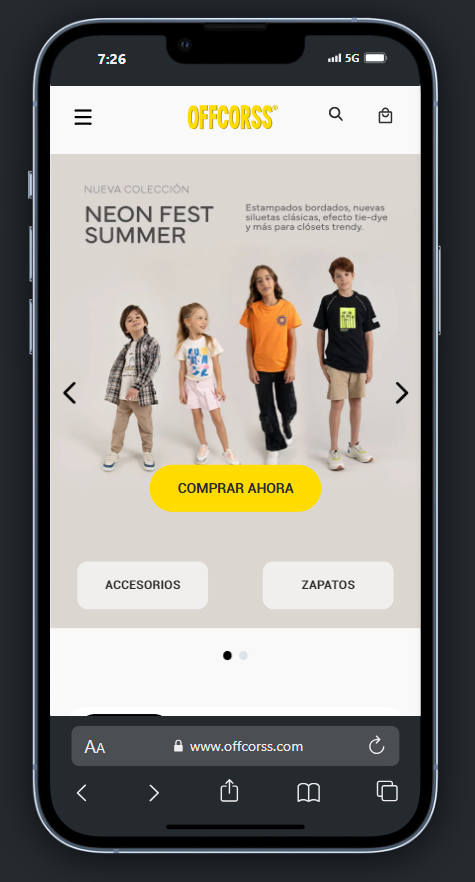 7:26
5G
OFFCORSS
NUEVA COLECCIÓN
NEON FEST
SUMMER
Estampados bordados, nuevas
siluetas clásicas, efecto tie-dye
y más para clósets trendy.
COMPRAR AHORA
ACCESORIOS
ZAPATOS
AA
www.offcorss.com